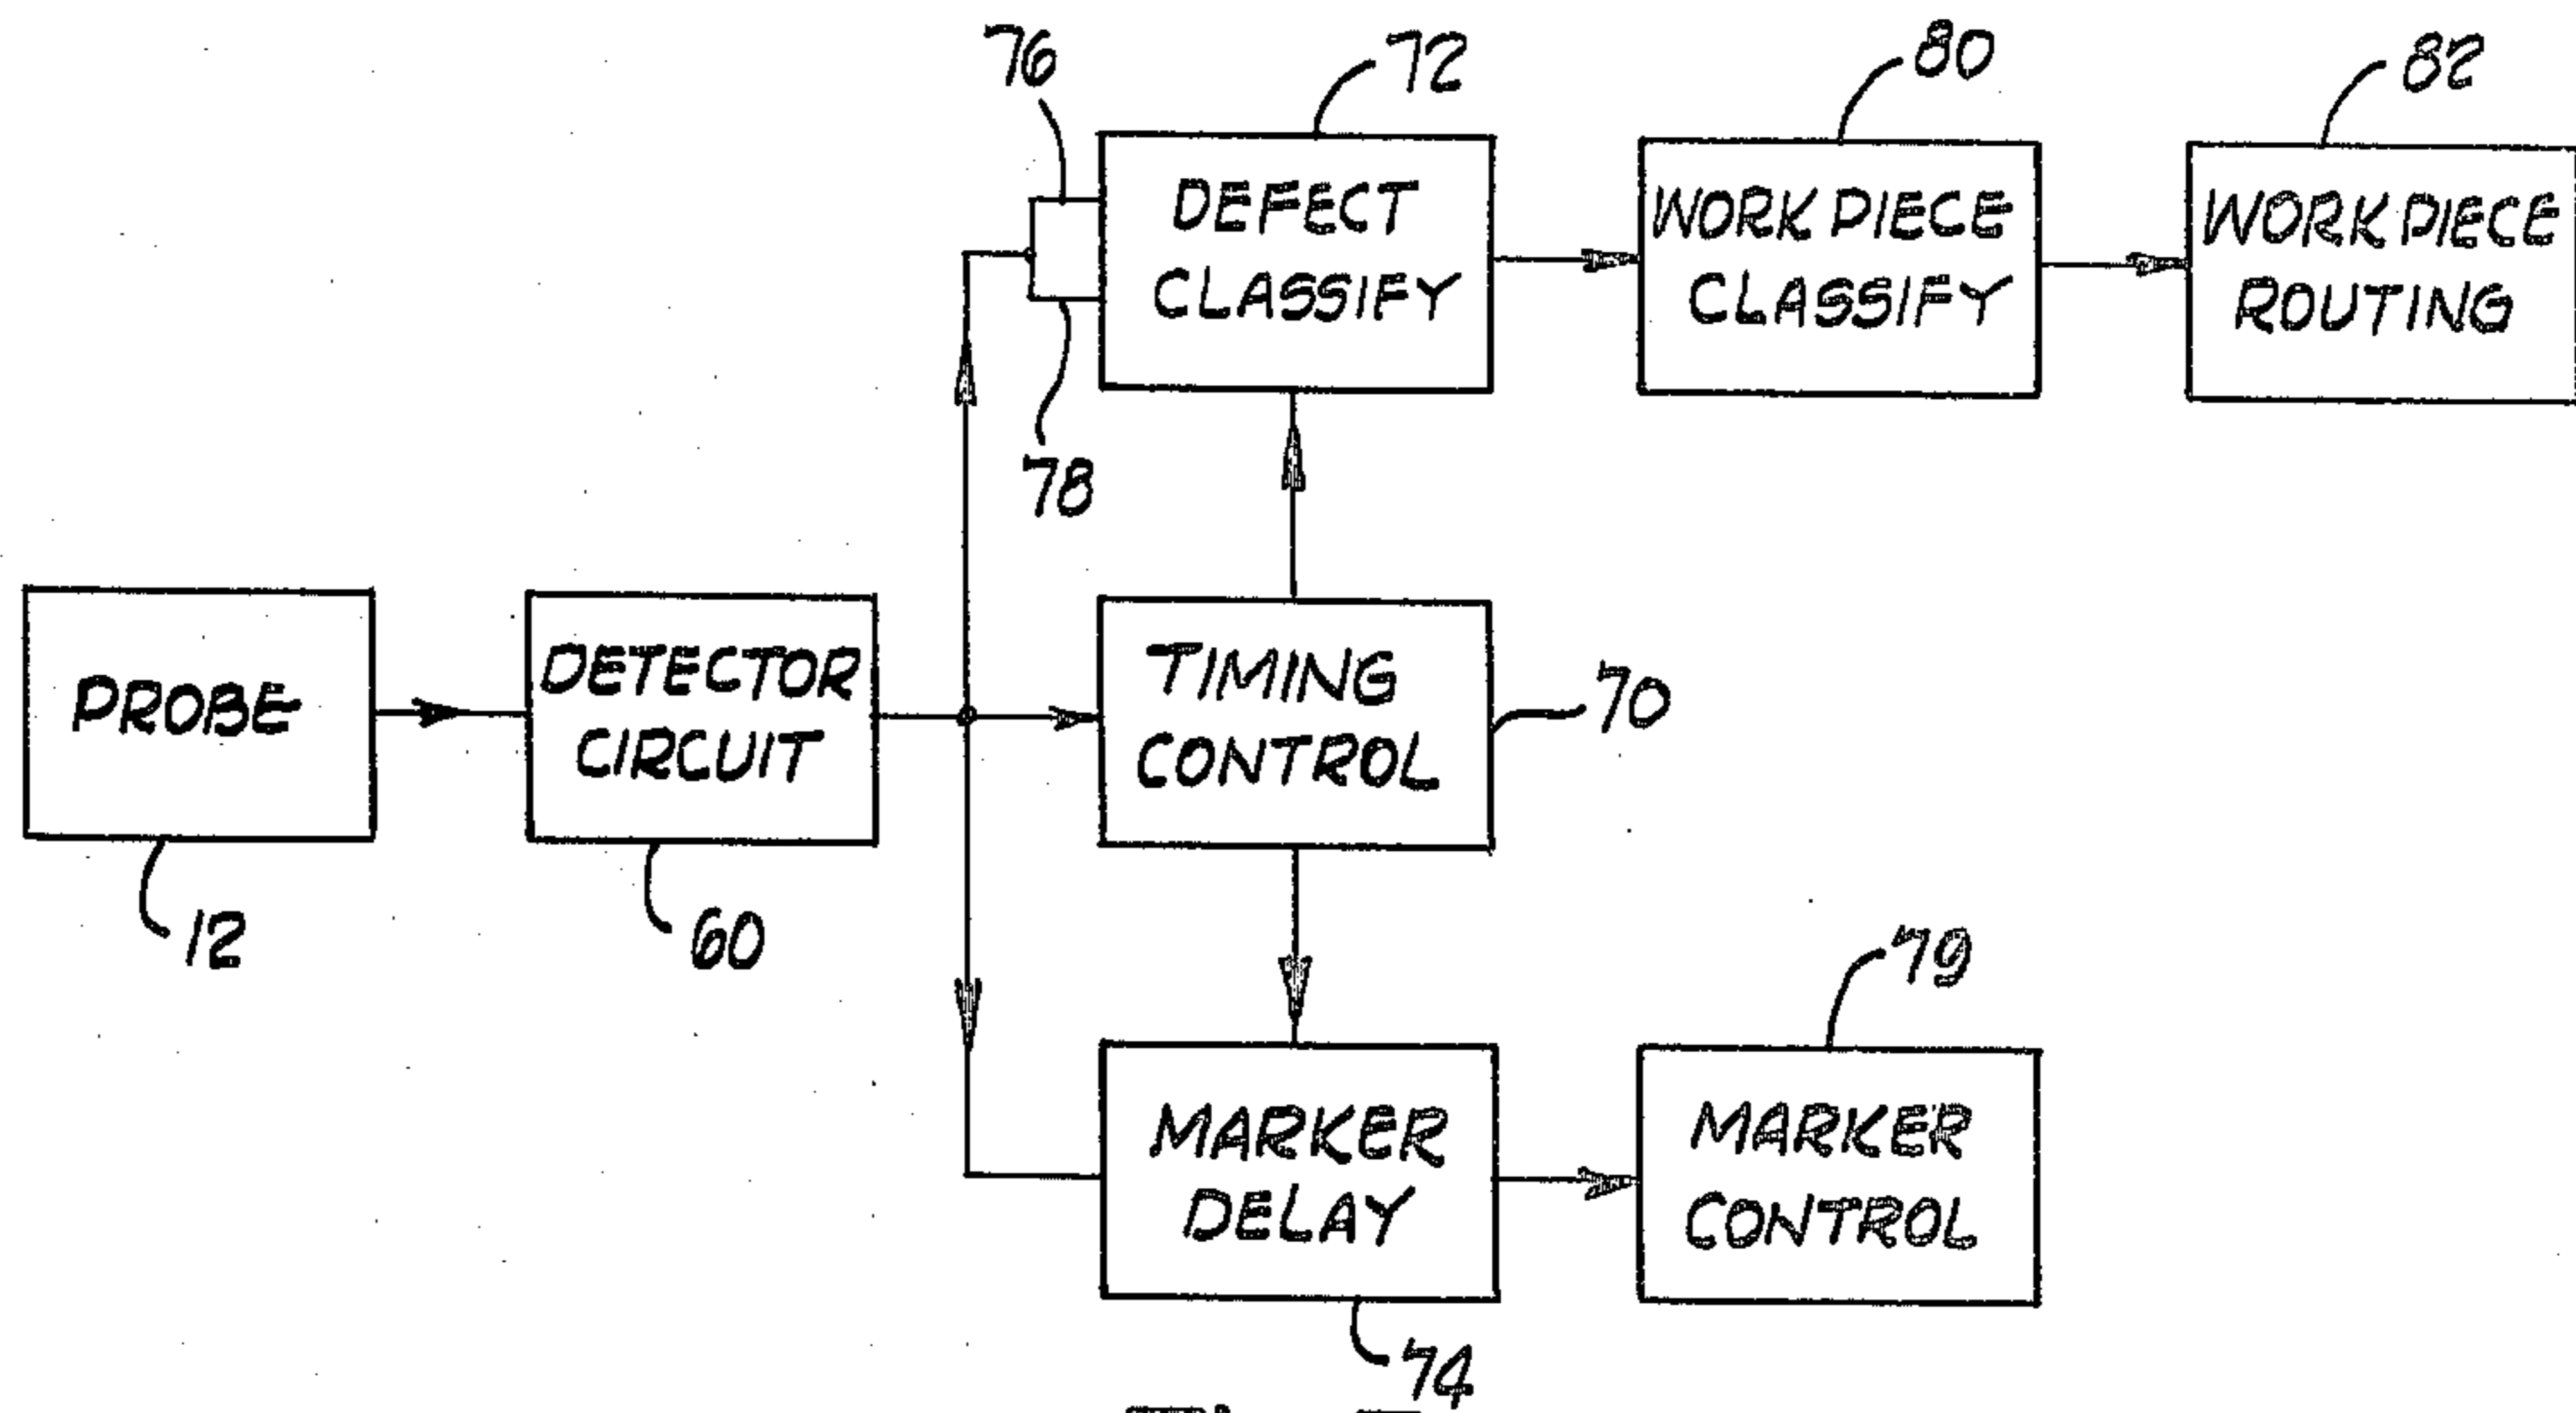 76
72
80
82
DEFECT
CLASSIFY
WORK PIECE
CLASSIFY
WORK PIECE
ROUTING
78
PROBE
DETECTOR
CIRCUIT
TIMING
CONTROL
70
12
60
79
MARKER
DELAY
MARKER
CONTROL
74